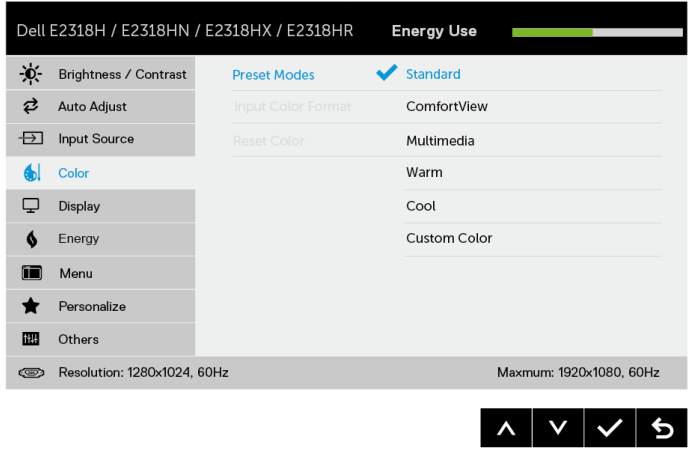 Dell E2318H / E2318HN / E2318HX / E2318HR Energy Use
Brightness / Contrast Preset Modes Standard
Auto Adjust Input Color Format ComfortView
Input Source Reset Color Multimedia
Color Warm
Display Cool
Energy Custom Color
Menu
Personalize
Others
Resolution: 1280x1024, 60Hz Maxmum: 1920x1080, 60Hz